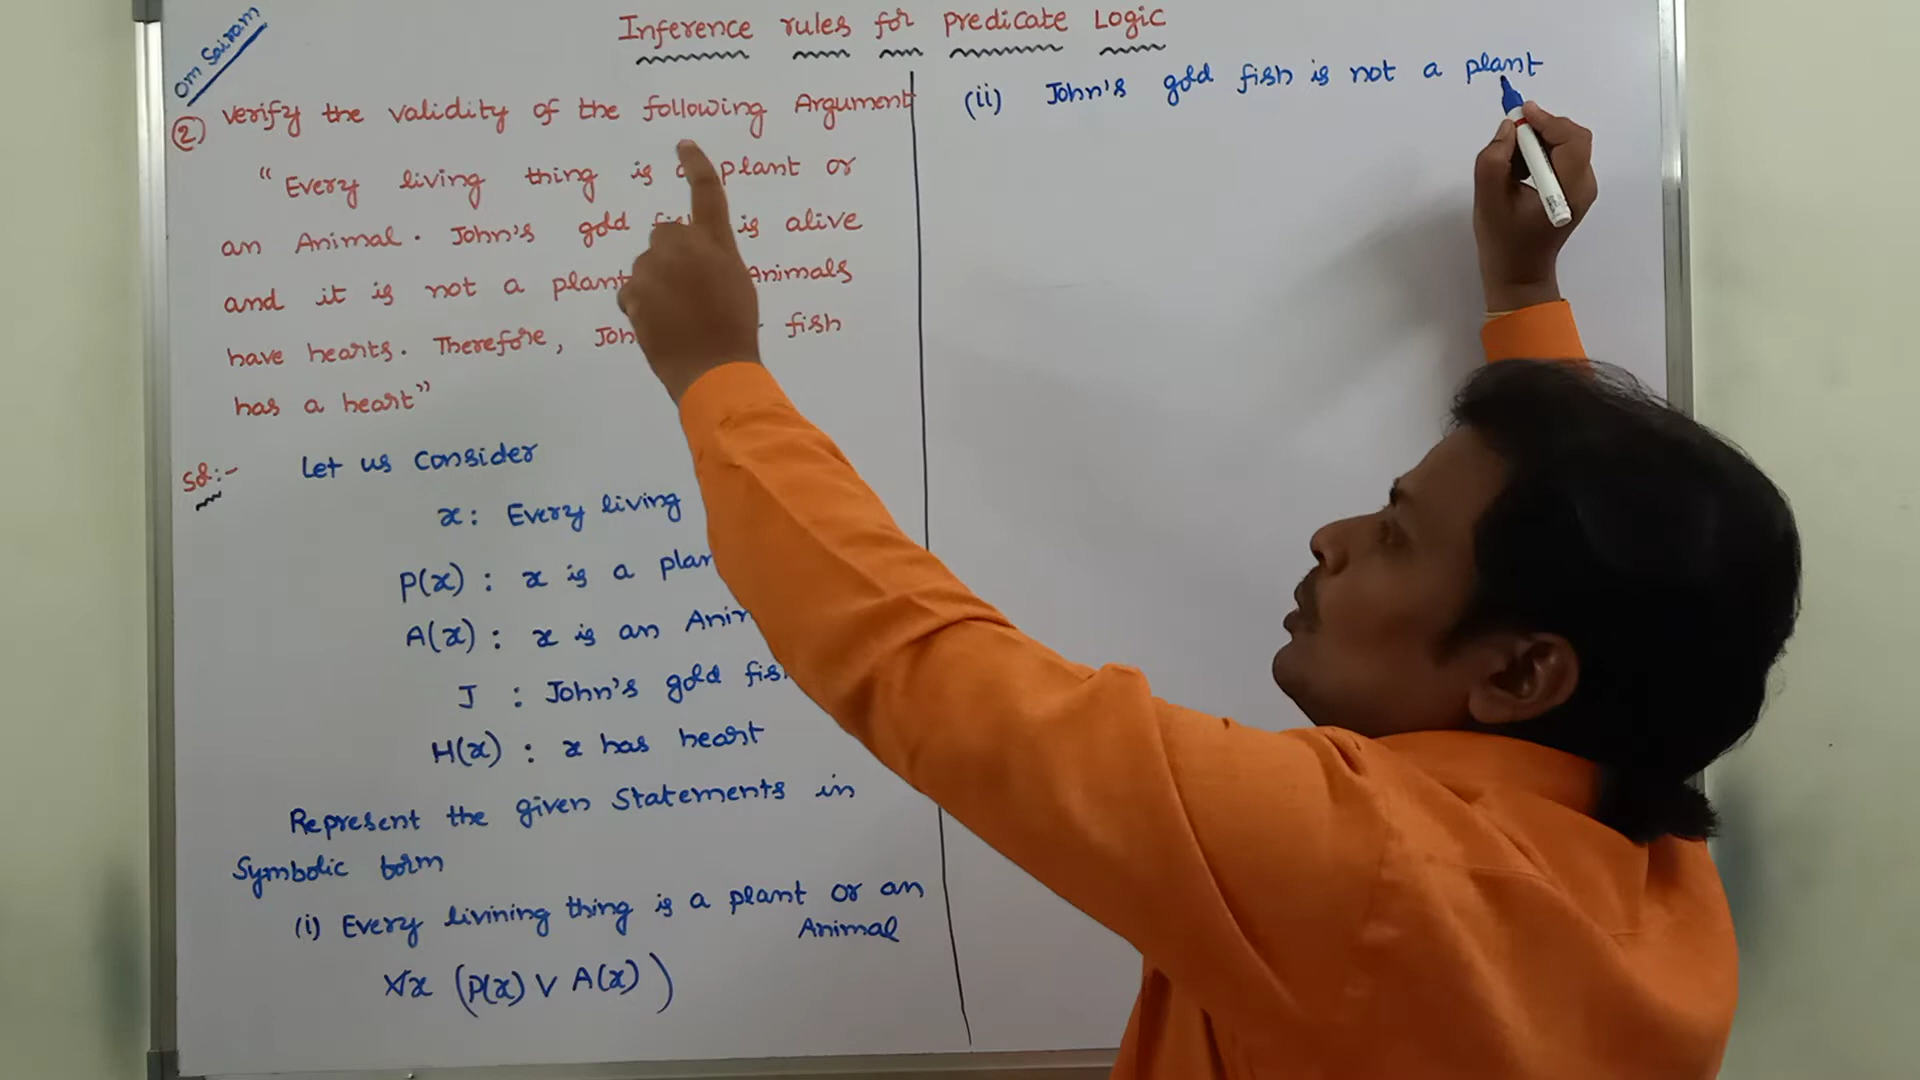 Om Sairam
Inference rules for predicate Logic
② Verify the validity of the following Argument
“Every living thing is a plant or
an Animal. John's gold is alive
and it is not a plant Animals
have hearts. Therefore, fish
has a heart”
Sol:- Let us Consider
x: Every living
P(x) : x is a
A(x) : x is an
J : John's gold
H(x) : x has heart
Represent the given Statements in
Symbolic form
(i) Every livining thing is a plant or an
Animal
∀x (P(x) ∨ A(x))
(ii) John's gold fish is not a plant